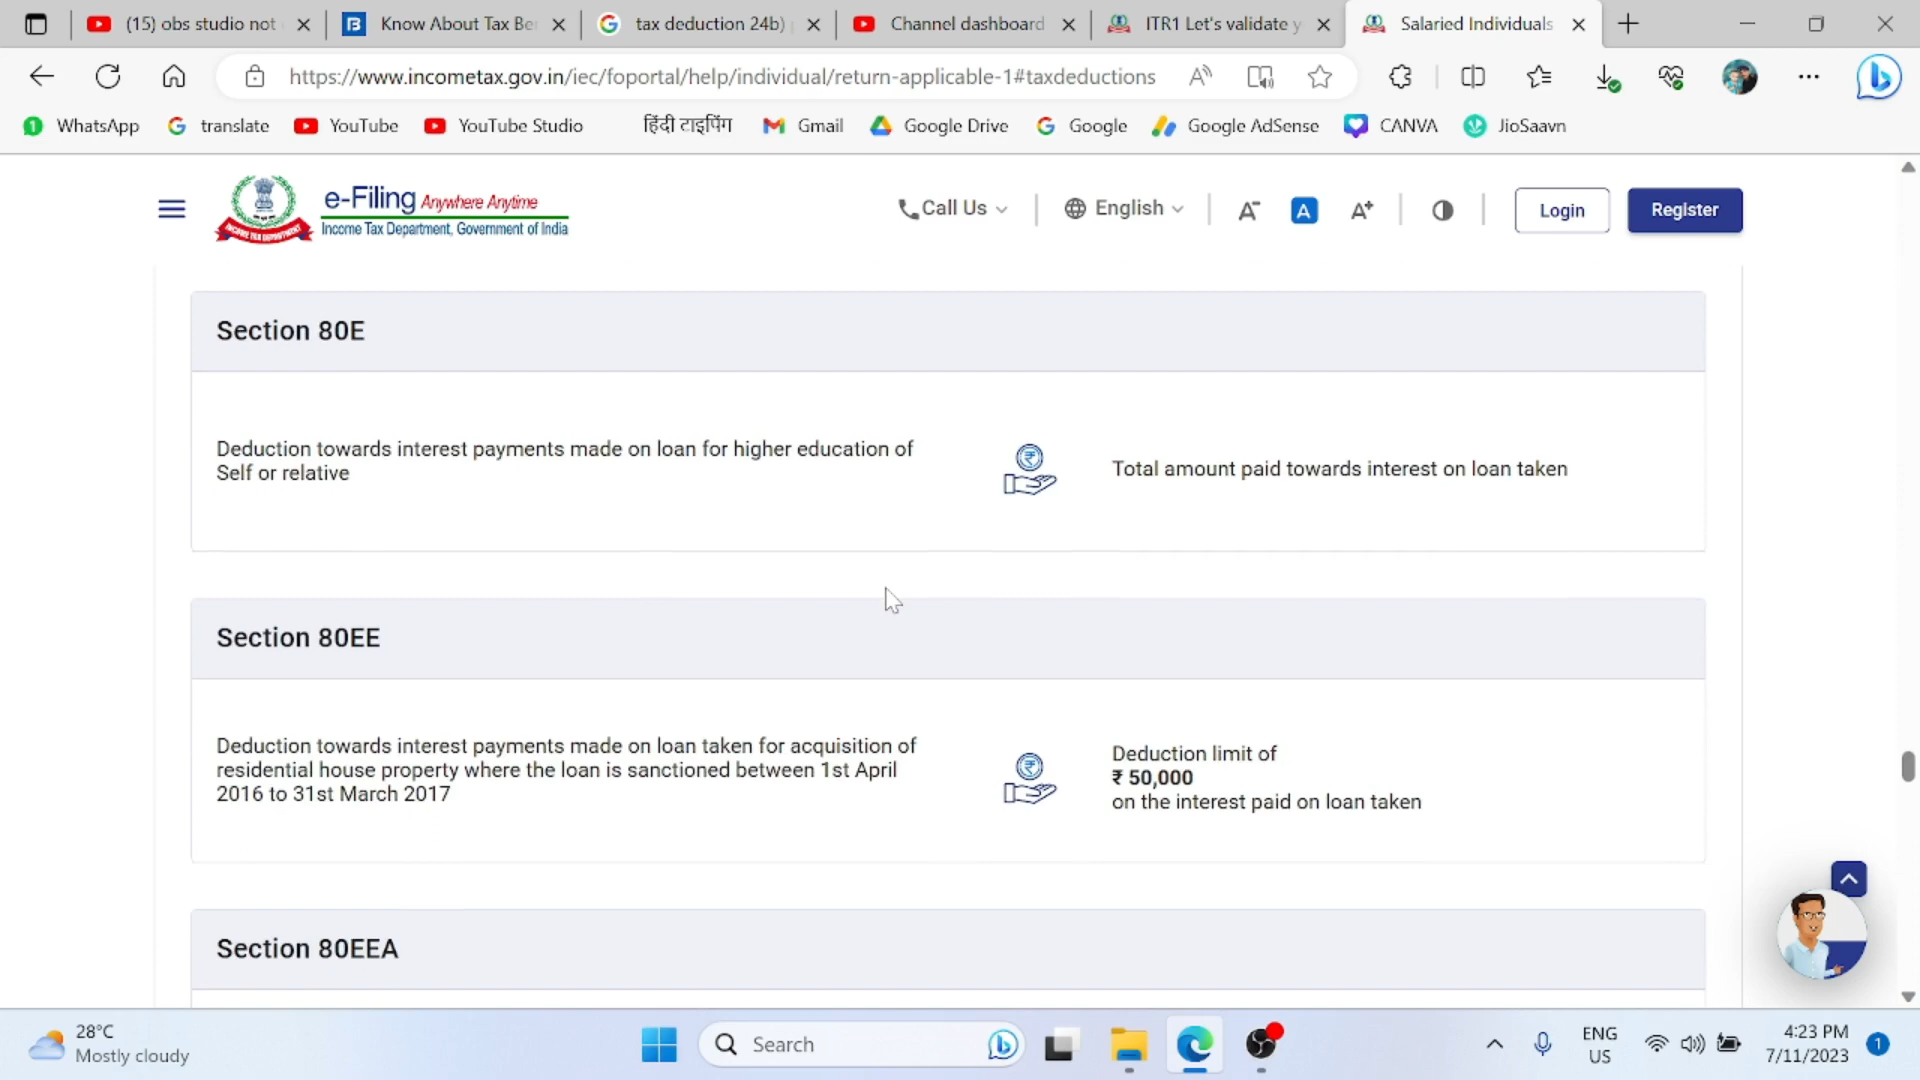 (15) obs studio not
Know About Tax Be
tax deduction 24b)
Channel dashboard
ITR1 Let's validate y
Salaried Individuals
https://www.incometax.gov.in/iec/foportal/help/individual/return-applicable-1#taxdeductions
WhatsApp
translate
YouTube
YouTube Studio
हिंदी टाइपिंग
Gmail
Google Drive
Google
Google AdSense
CANVA
JioSaavn
e-Filing Anywhere Anytime
Income Tax Department, Government of India
Call Us
English
A-
A
A+
Login
Register
Section 80E
Deduction towards interest payments made on loan for higher education of
Self or relative
Total amount paid towards interest on loan taken
Section 80EE
Deduction towards interest payments made on loan taken for acquisition of
residential house property where the loan is sanctioned between 1st April
2016 to 31st March 2017
Deduction limit of
₹ 50,000
on the interest paid on loan taken
Section 80EEA
28°C
Mostly cloudy
Search
ENG
US
4:23 PM
7/11/2023
1